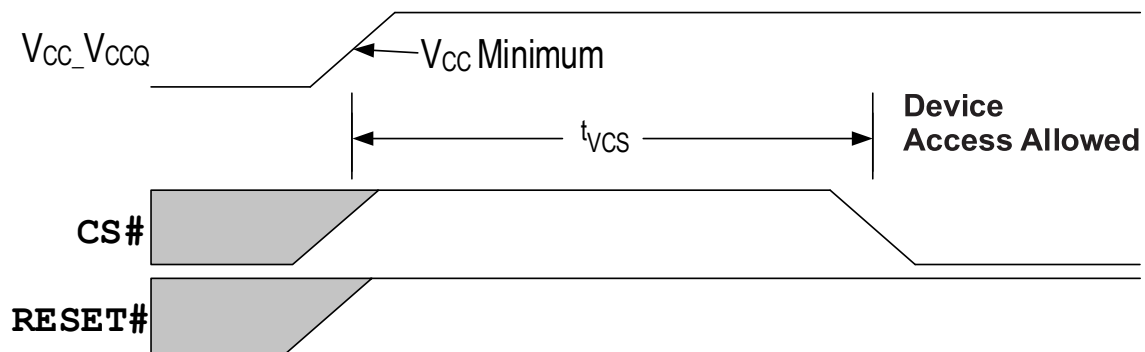 VCC_VCCQ
VCC Minimum
Device
Access Allowed
tVCS
CS#
RESET#